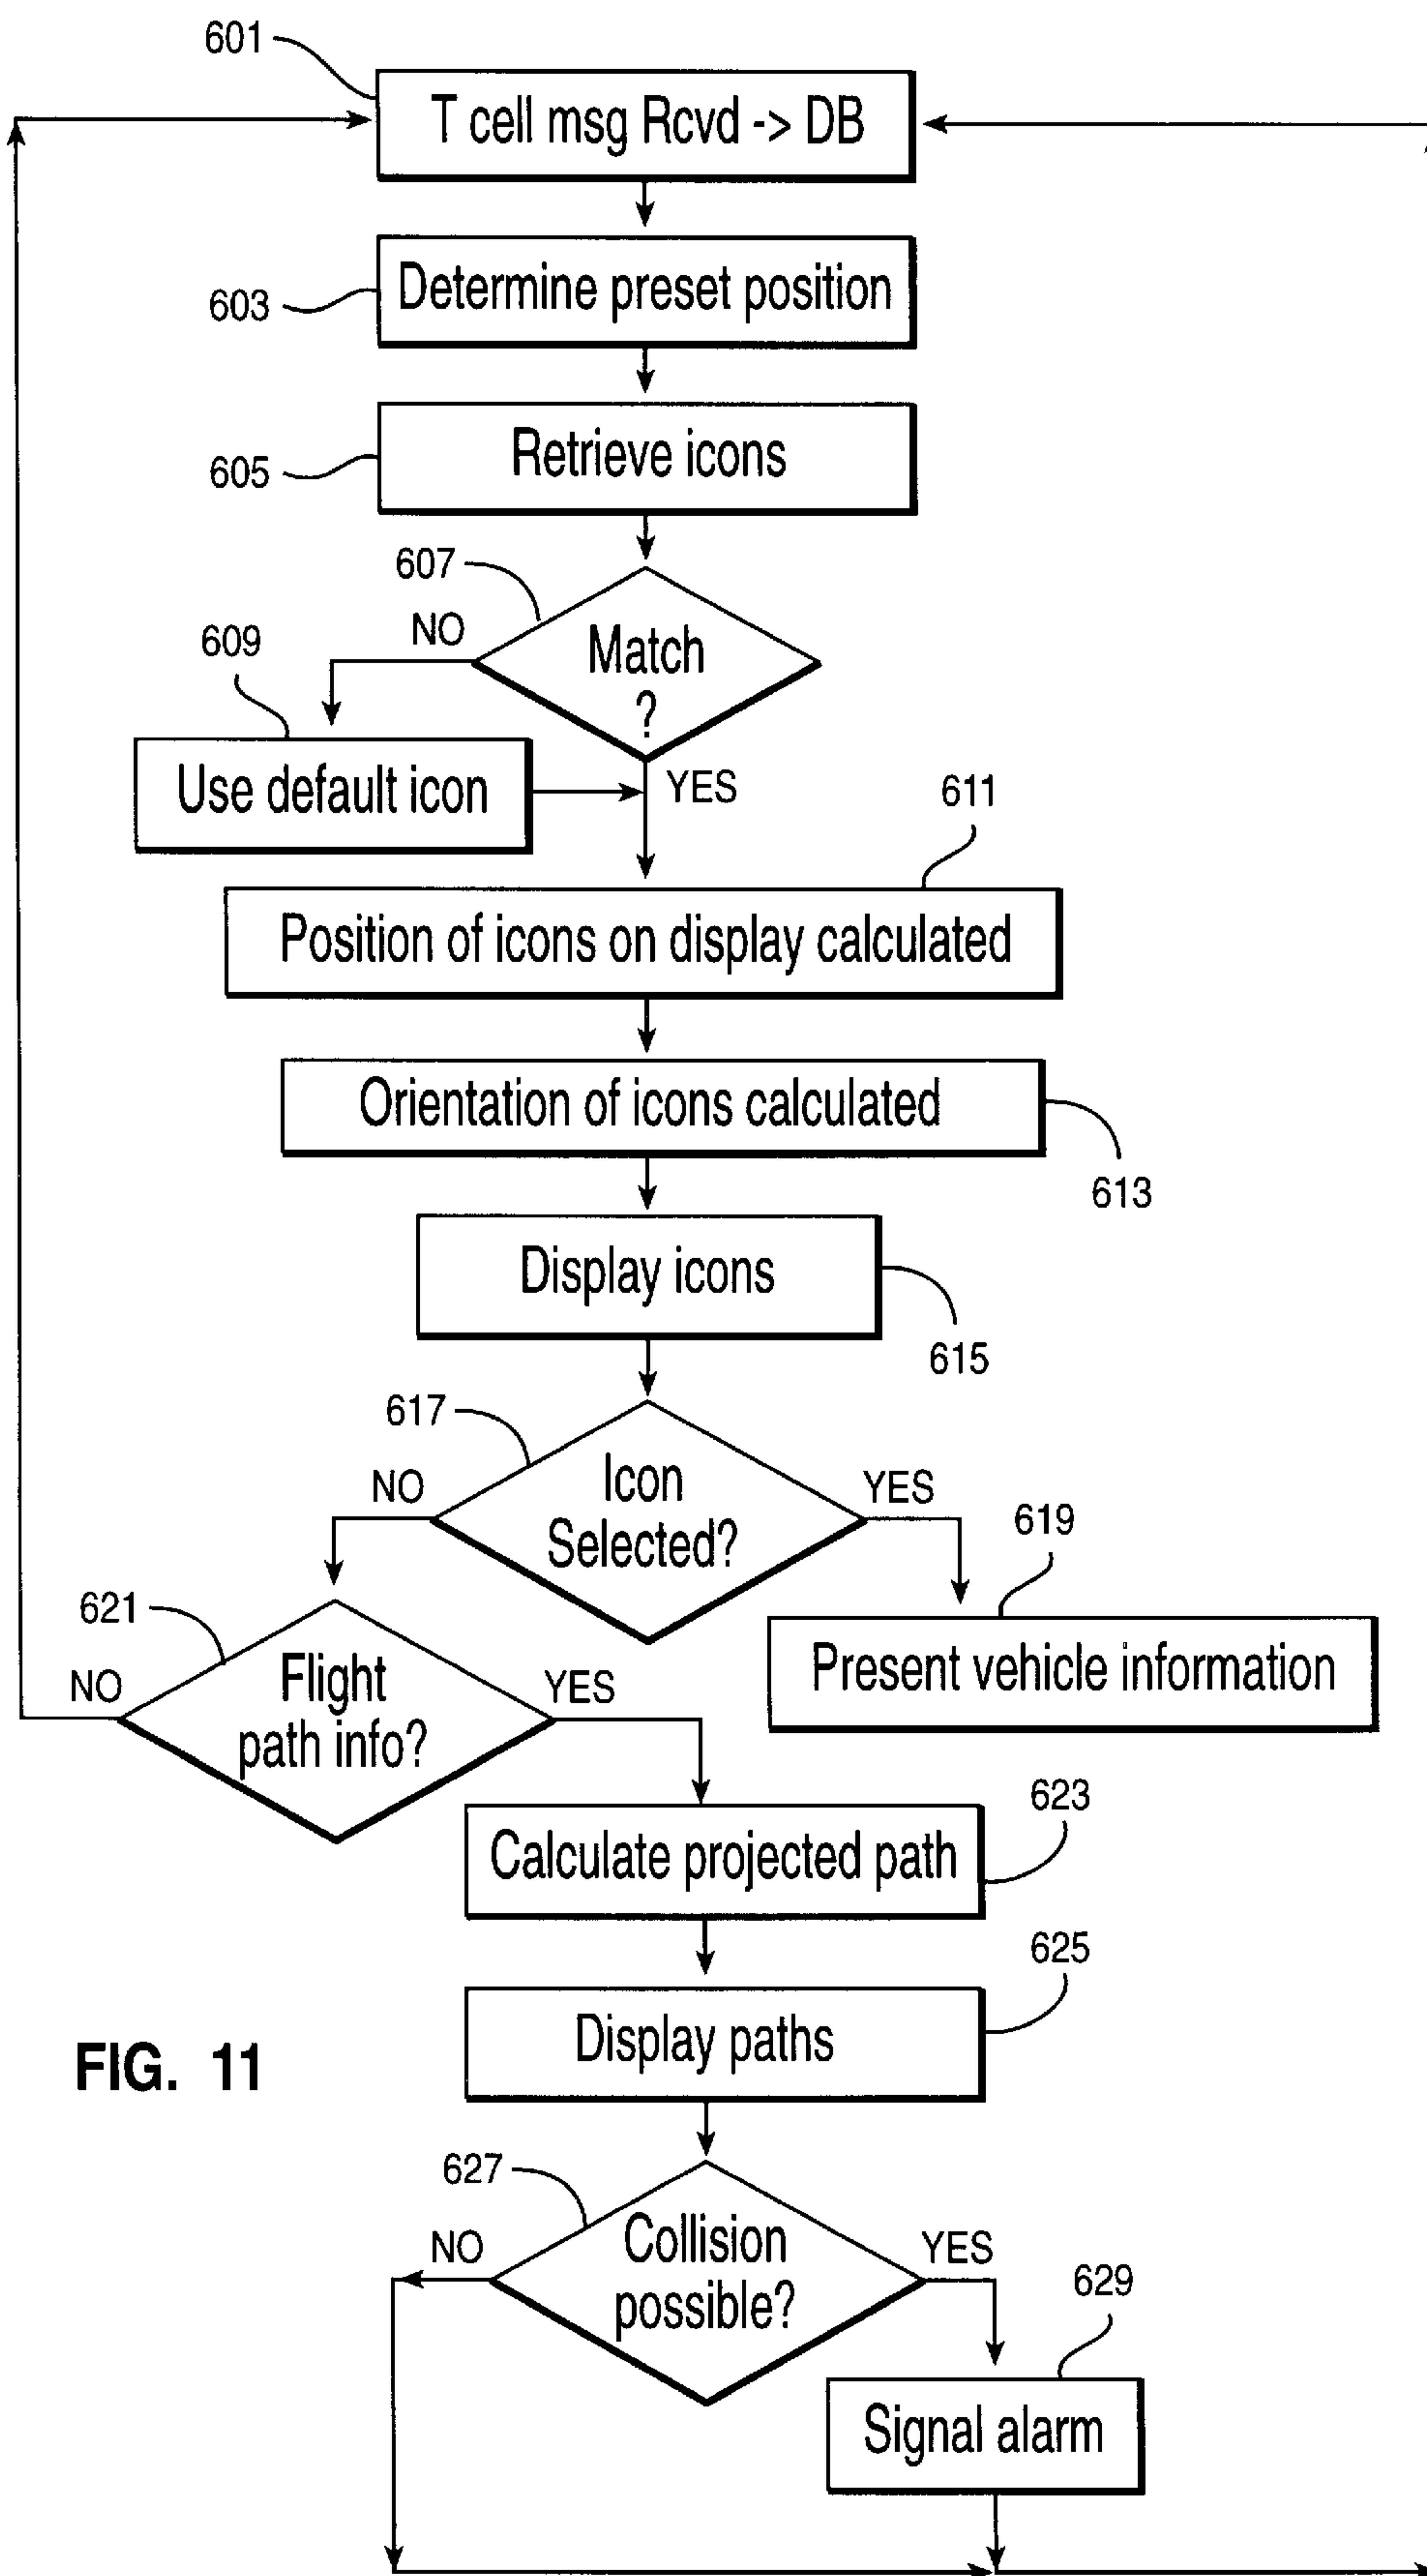 601
T cell msg Rcvd -> DB
Determine preset position
603
Retrieve icons
605
607
NO
Match
?
609
Use default icon
YES
611
Position of icons on display calculated
Orientation of icons calculated
613
Display icons
615
617
NO
Icon
Selected?
YES
619
Present vehicle information
621
NO
Flight
path info?
YES
623
Calculate projected path
625
Display paths
FIG. 11
627
NO
Collision
possible?
YES
629
Signal alarm